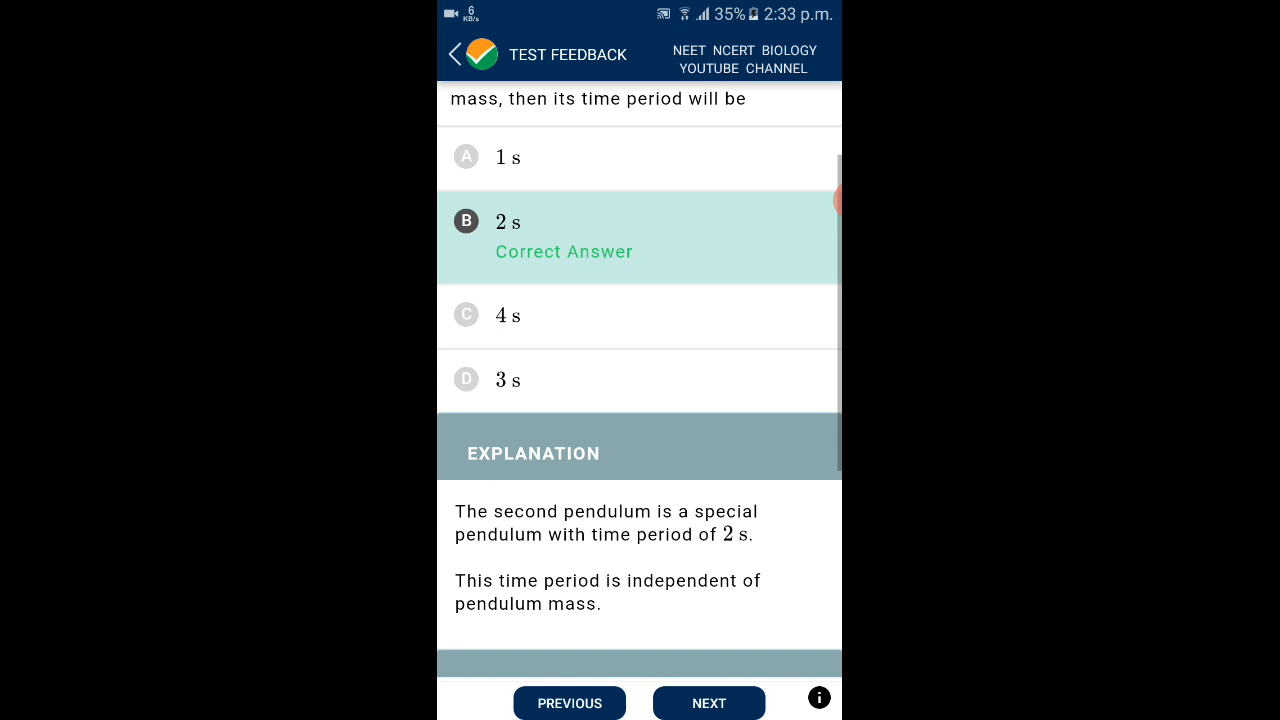 6
KB/s
35% 2:33 p.m.
TEST FEEDBACK
NEET NCERT BIOLOGY
YOUTUBE CHANNEL
mass, then its time period will be
A 1 s
B 2 s
Correct Answer
C 4 s
D 3 s
EXPLANATION
The second pendulum is a special
pendulum with time period of 2 s.
This time period is independent of
pendulum mass.
PREVIOUS NEXT i